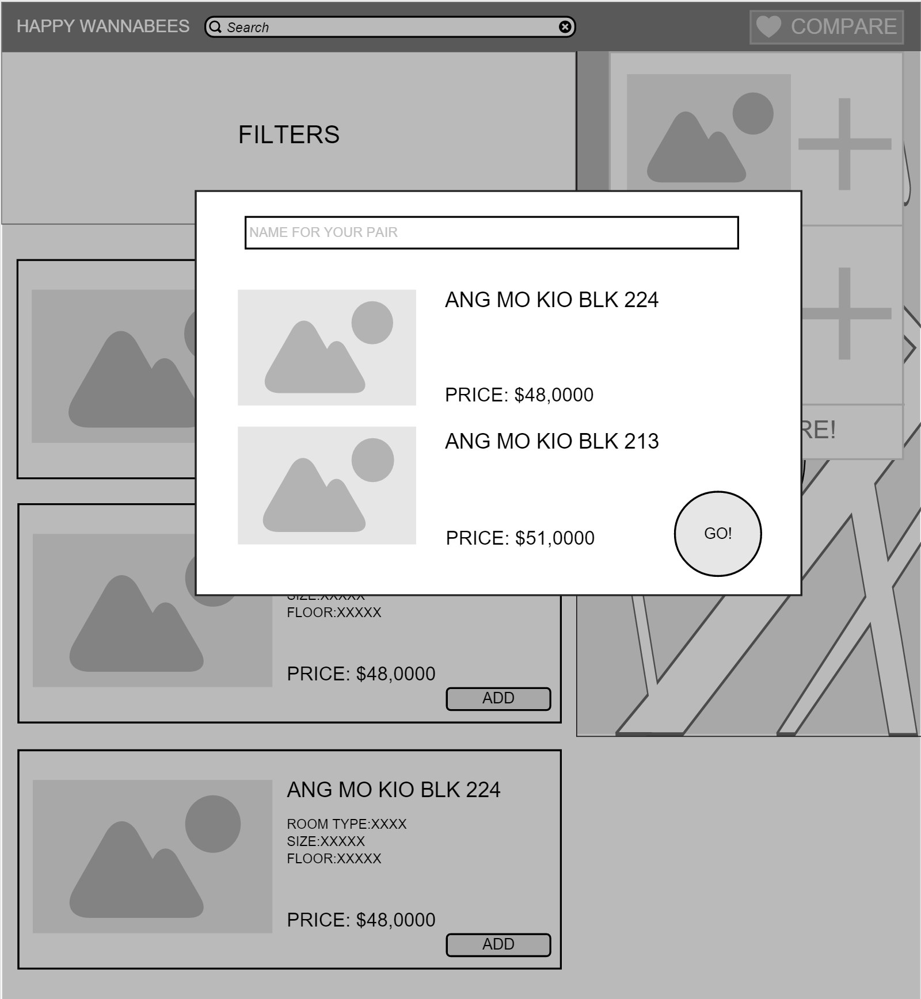 HAPPY WANNABEES
Search
COMPARE
FILTERS
NAME FOR YOUR PAIR
ANG MO KIO BLK 224
PRICE: $48,0000
ANG MO KIO BLK 213
PRICE: $51,0000
GO!
RE!
SIZE:XXXXX
FLOOR:XXXXX
PRICE: $48,0000
ADD
ANG MO KIO BLK 224
ROOM TYPE:XXXX
SIZE:XXXXX
FLOOR:XXXXX
PRICE: $48,0000
ADD